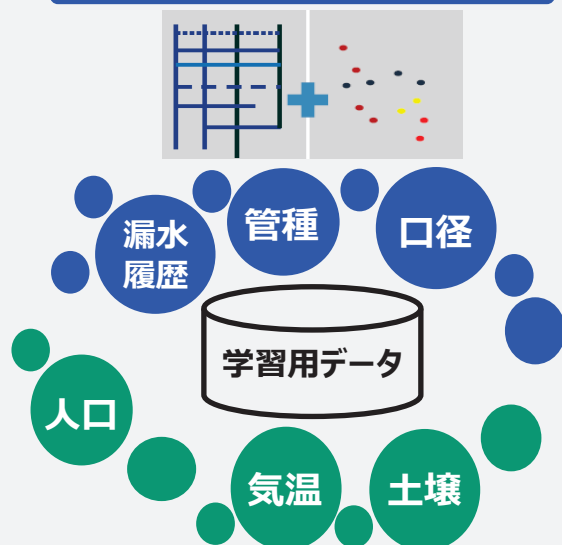 漏水
履歴
管種
口径
学習用データ
人口
気温
土壌